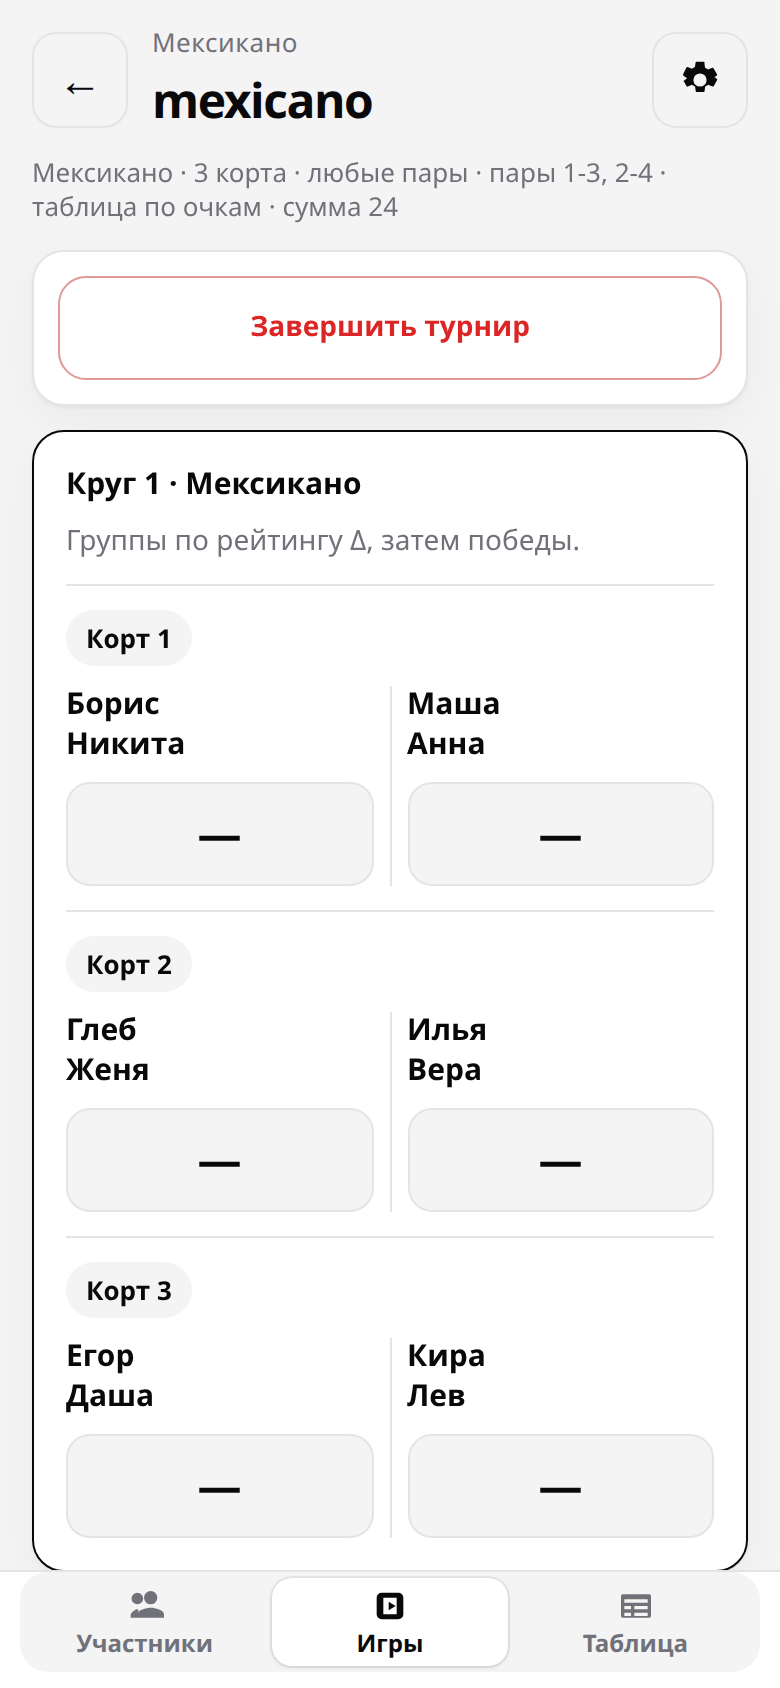 ←
Мексикано
mexicano
Мексикано · 3 корта · любые пары · пары 1-3, 2-4 ·
таблица по очкам · сумма 24
Завершить турнир
Круг 1 · Мексикано
Группы по рейтингу Δ, затем победы.
Корт 1
Борис
Никита
Маша
Анна
—
—
Корт 2
Глеб
Женя
Илья
Вера
—
—
Корт 3
Егор
Даша
Кира
Лев
—
—
Участники
Игры
Таблица